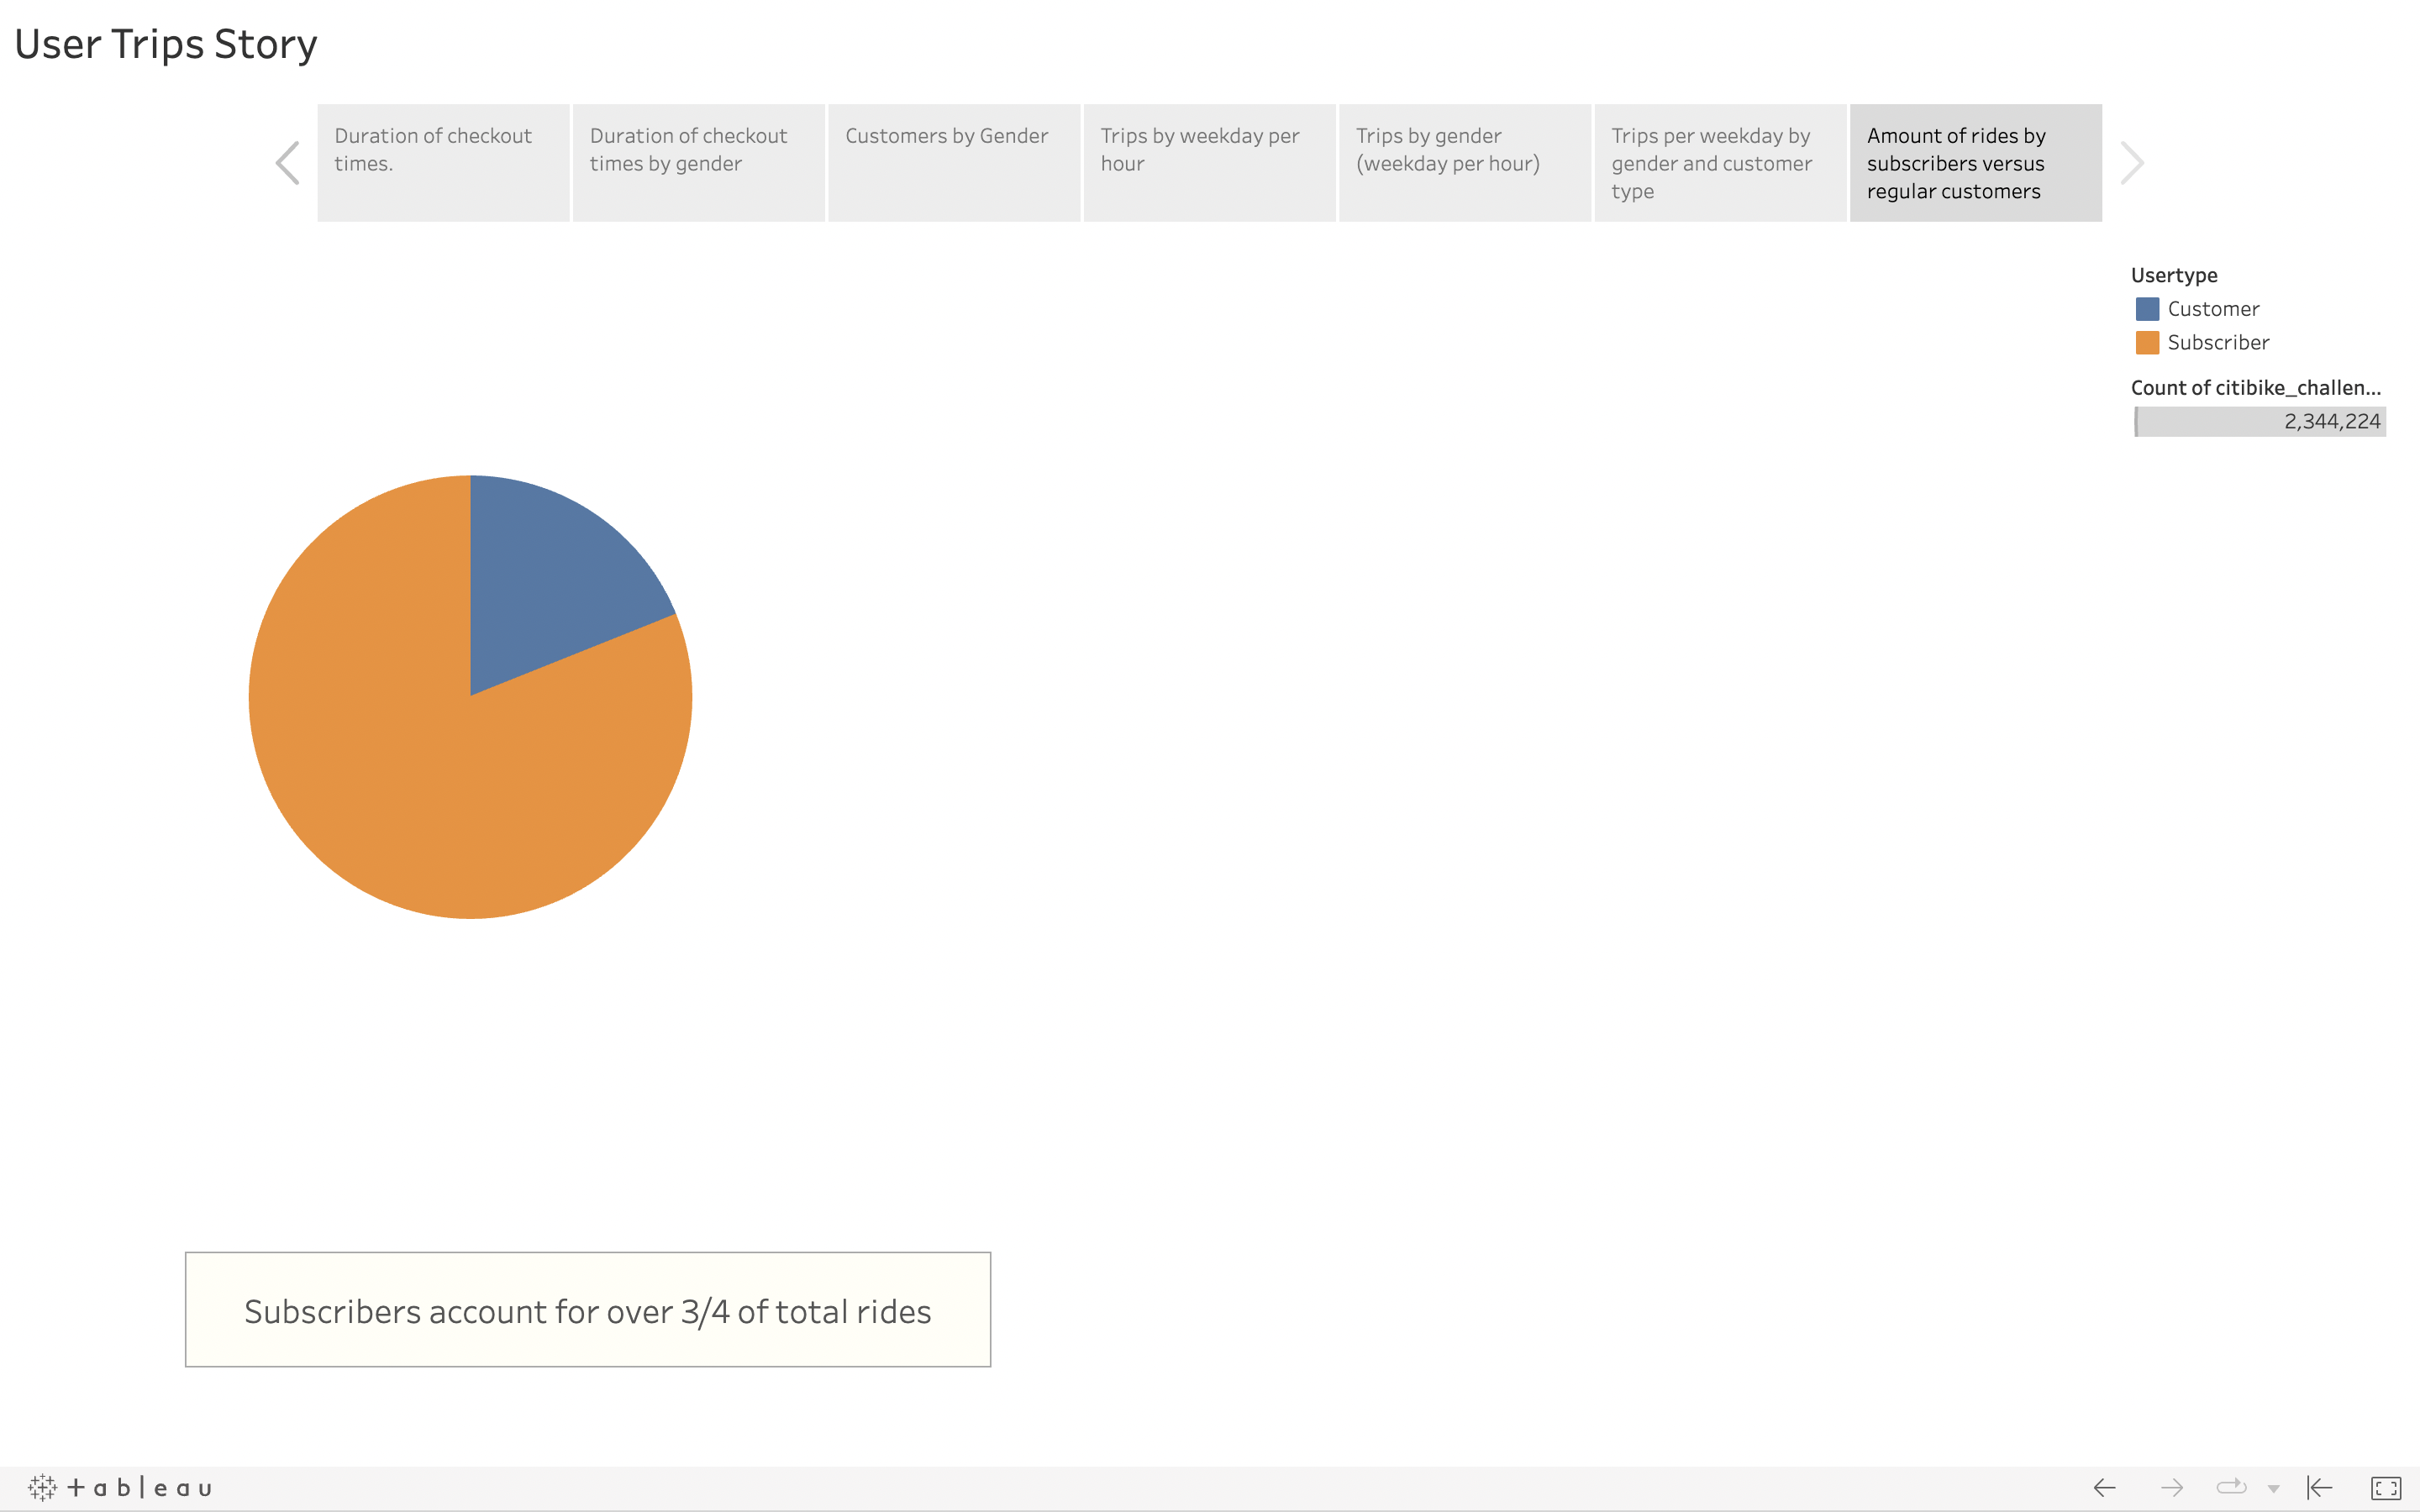 User Trips Story
Duration of checkout
times.
Duration of checkout
times by gender
Customers by Gender
Trips by weekday per
hour
Trips by gender
(weekday per hour)
Trips per weekday by
gender and customer
type
Amount of rides by
subscribers versus
regular customers
Usertype
Customer
Subscriber
Count of citibike_challen...
2,344,224
Subscribers account for over 3/4 of total rides
+ableau